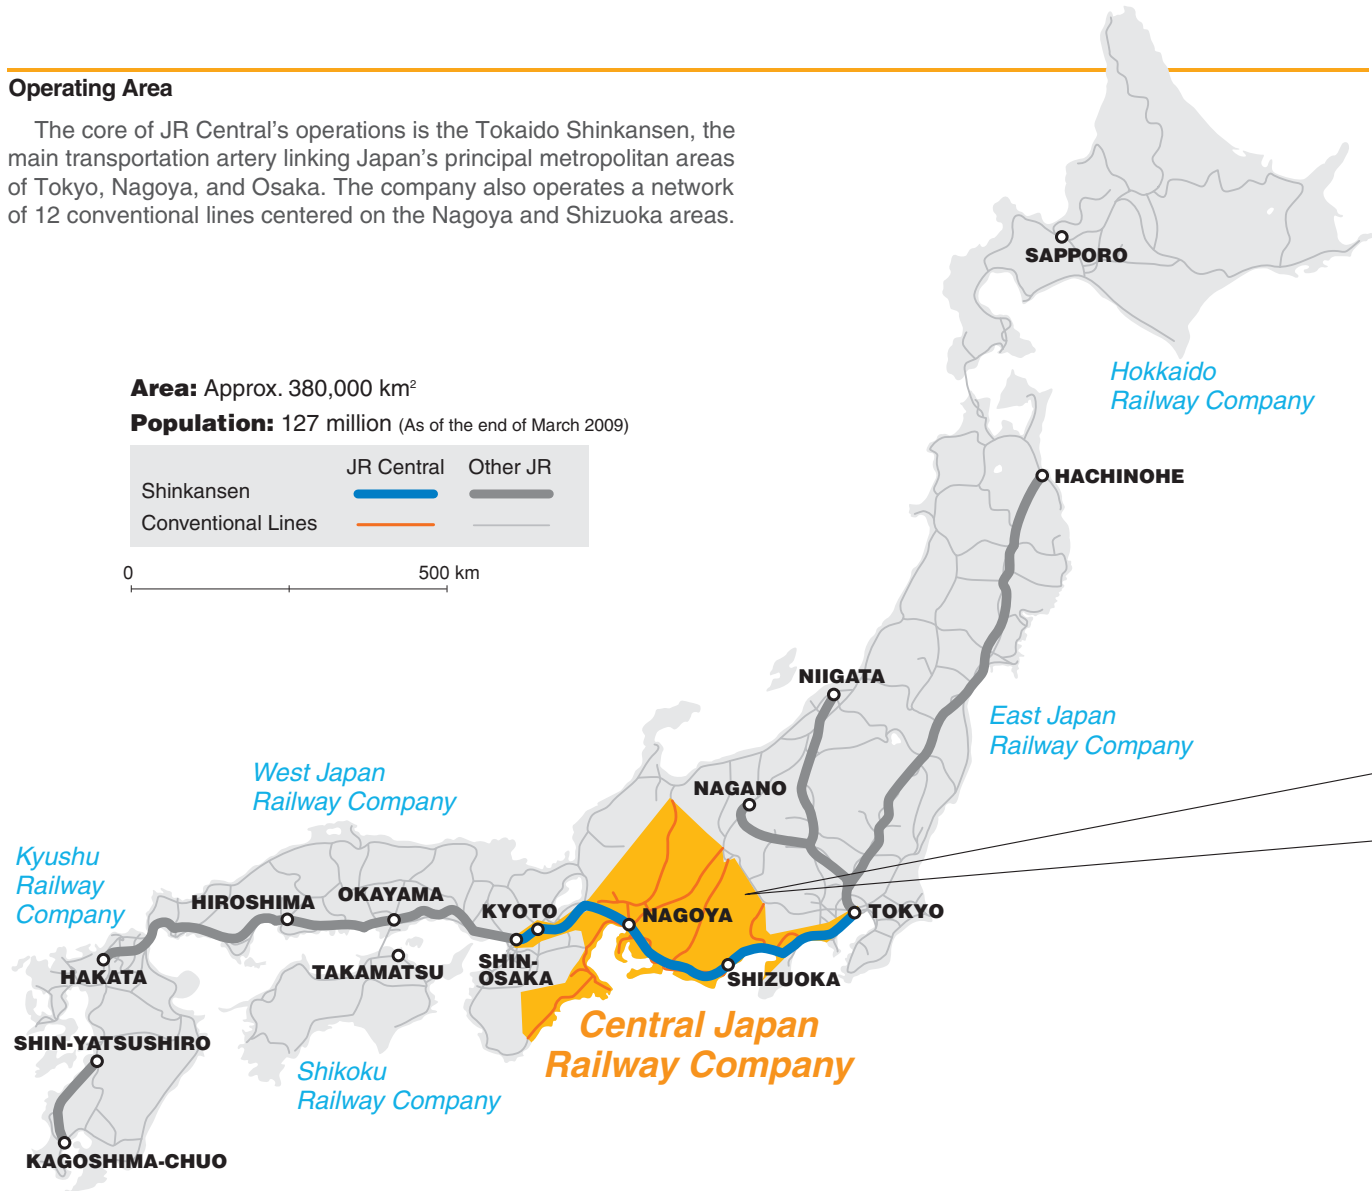 Operating Area
The core of JR Central's operations is the Tokaido Shinkansen, the
main transportation artery linking Japan's principal metropolitan areas
of Tokyo, Nagoya, and Osaka. The company also operates a network
of 12 conventional lines centered on the Nagoya and Shizuoka areas.
SAPPORO
Hokkaido
Railway Company
Area: Approx. 380,000 km²
Population: 127 million (As of the end of March 2009)
JR Central Other JR
Shinkansen
Conventional Lines
0 500 km
HACHINOHE
NIIGATA
East Japan
Railway Company
West Japan
Railway Company
NAGANO
Kyushu
Railway
Company
HIROSHIMA
OKAYAMA
KYOTO
NAGOYA
TOKYO
HAKATA
TAKAMATSU
SHIN-
OSAKA
SHIZUOKA
Central Japan
Railway Company
SHIN-YATSUSHIRO
Shikoku
Railway Company
KAGOSHIMA-CHUO